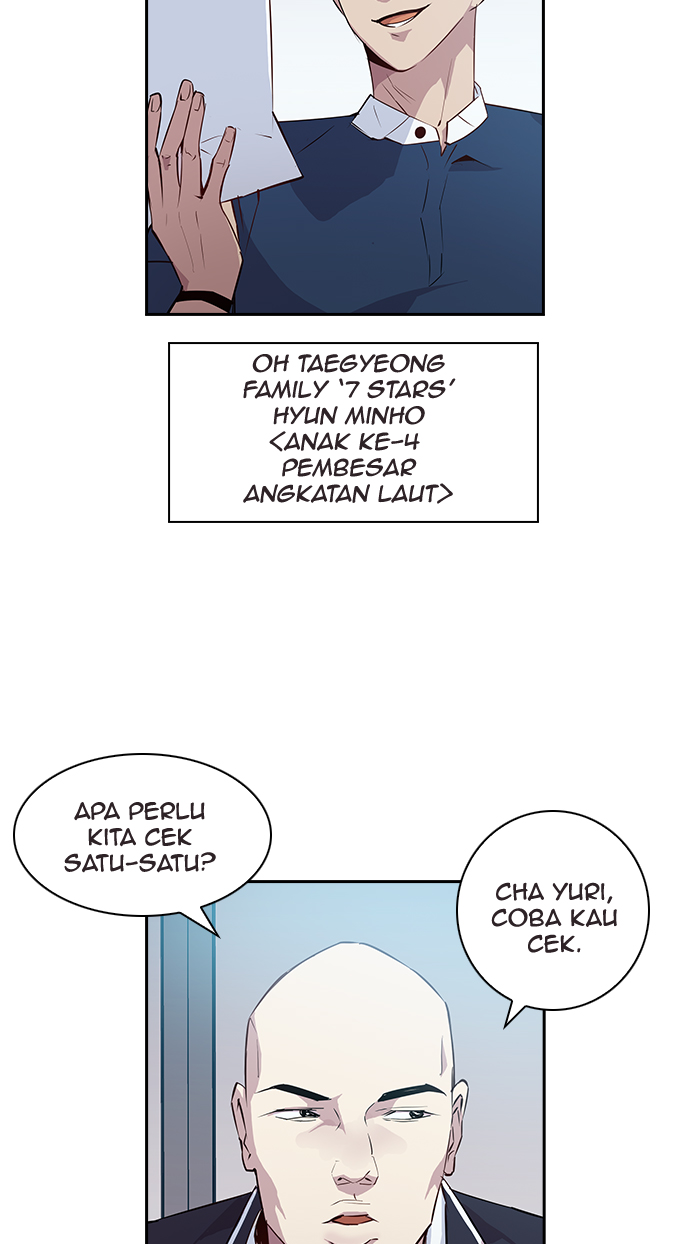 OH TAEGYEONG
FAMILY ‘7 STARS’
HYUN MINHO
<ANAK KE-4
PEMBESAR
ANGKATAN LAUT>
APA PERLU
KITA CEK
SATU-SATU?
CHA YURI,
COBA KAU
CEK.